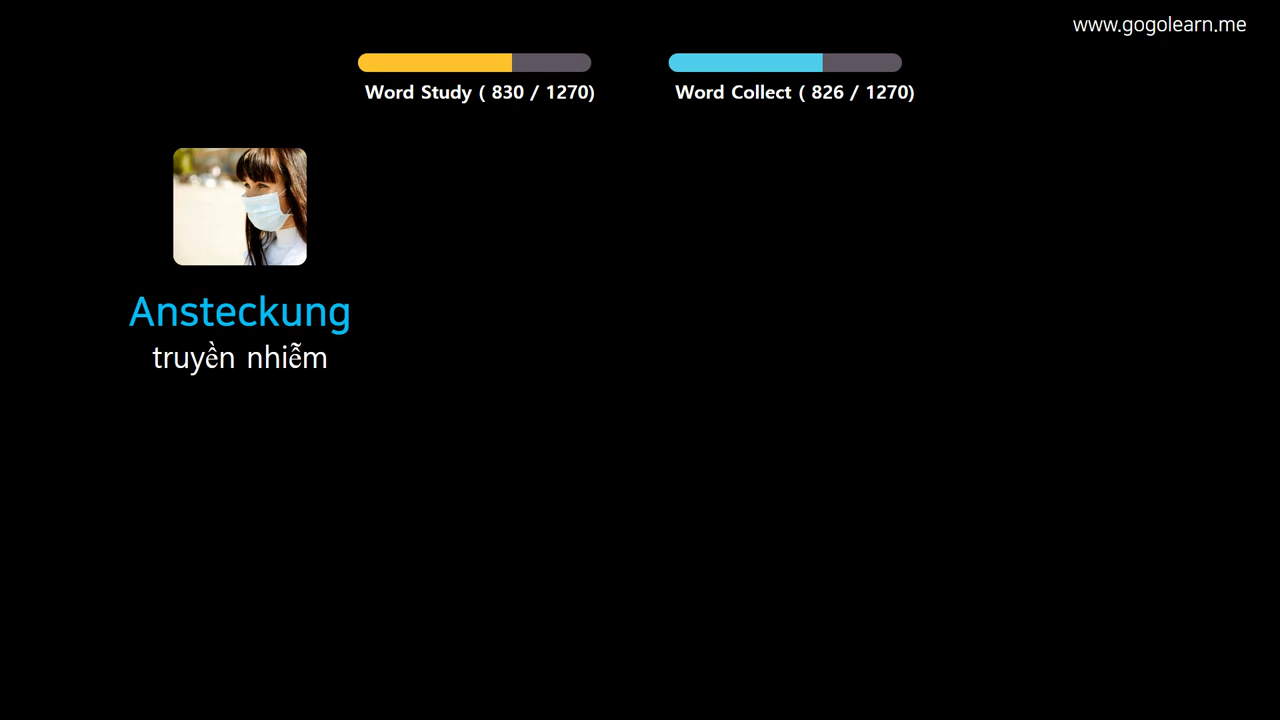 www.gogolearn.me
Word Study ( 830 / 1270)
Word Collect ( 826 / 1270)
Ansteckung
truyền nhiễm